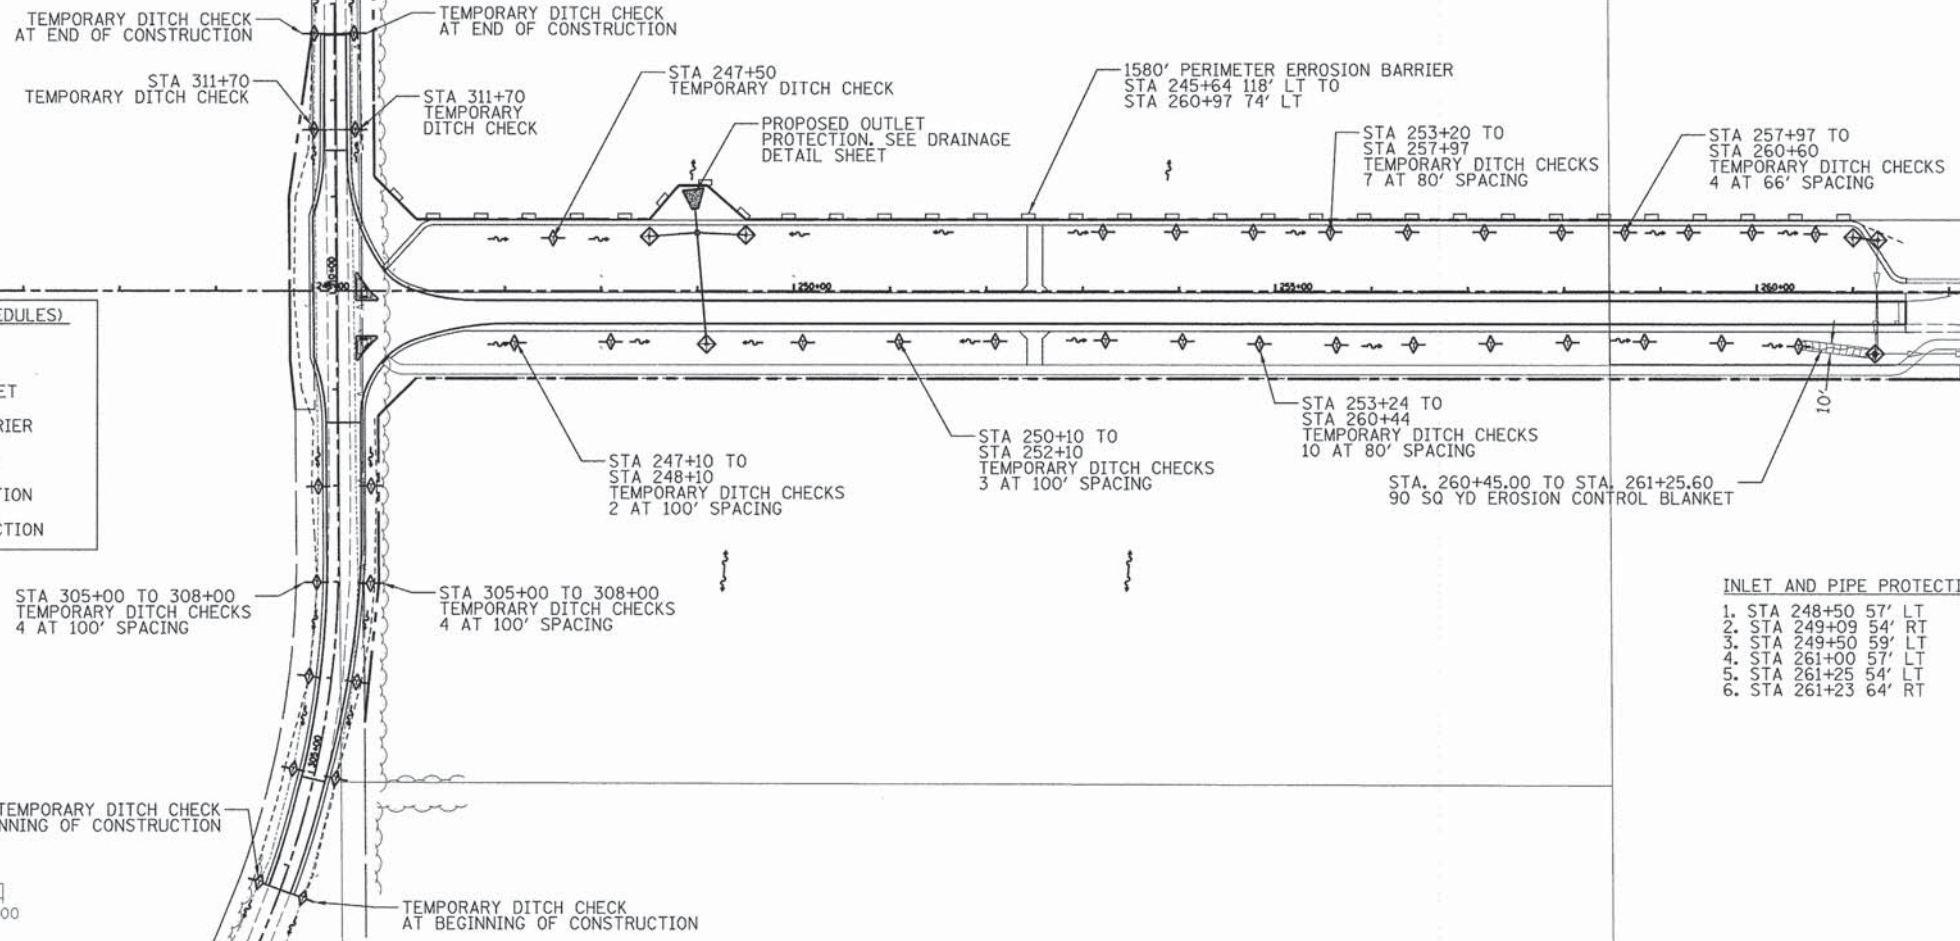 TEMPORARY DITCH CHECK
AT END OF CONSTRUCTION
TEMPORARY DITCH CHECK
AT END OF CONSTRUCTION
STA 311+70
TEMPORARY DITCH CHECK
STA 311+70
TEMPORARY
DITCH CHECK
STA 247+50
TEMPORARY DITCH CHECK
PROPOSED OUTLET
PROTECTION. SEE DRAINAGE
DETAIL SHEET
1580' PERIMETER ERROSION BARRIER
STA 245+64 118' LT TO
STA 260+97 74' LT
STA 253+20 TO
STA 257+97
TEMPORARY DITCH CHECKS
7 AT 80' SPACING
STA 257+97 TO
STA 260+60
TEMPORARY DITCH CHECKS
4 AT 66' SPACING
250+00
255+00
260+00
EDULES)
ET
RIER
TION
CTION
STA 247+10 TO
STA 248+10
TEMPORARY DITCH CHECKS
2 AT 100' SPACING
STA 250+10 TO
STA 252+10
TEMPORARY DITCH CHECKS
3 AT 100' SPACING
STA 253+24 TO
STA 260+44
TEMPORARY DITCH CHECKS
10 AT 80' SPACING
10'
STA. 260+45.00 TO STA. 261+25.60
90 SQ YD EROSION CONTROL BLANKET
STA 305+00 TO 308+00
TEMPORARY DITCH CHECKS
4 AT 100' SPACING
STA 305+00 TO 308+00
TEMPORARY DITCH CHECKS
4 AT 100' SPACING
INLET AND PIPE PROTECTI
1. STA 248+50 57' LT
2. STA 249+09 54' RT
3. STA 249+50 59' LT
4. STA 261+00 57' LT
5. STA 261+25 54' LT
6. STA 261+23 64' RT
305+00
TEMPORARY DITCH CHECK
NNING OF CONSTRUCTION
TEMPORARY DITCH CHECK
AT BEGINNING OF CONSTRUCTION
00